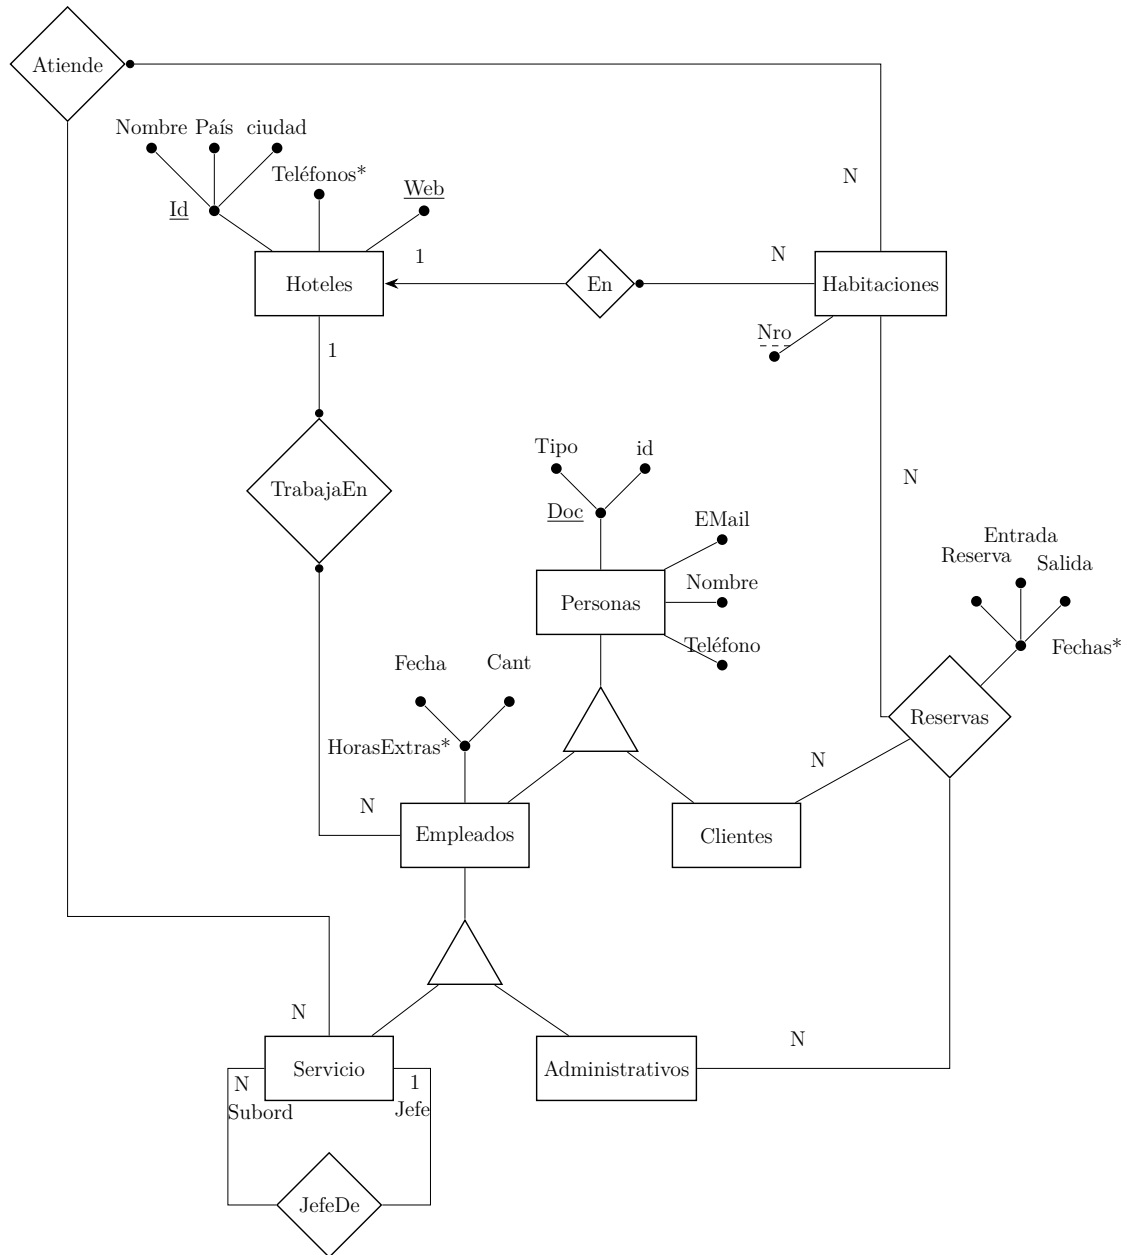 Atiende
Nombre País ciudad
Teléfonos*
Id
Web
N
1
N
Hoteles
En
Habitaciones
Nro
1
Tipo
id
N
TrabajaEn
Doc
EMail
Entrada
Reserva
Salida
Nombre
Personas
Teléfono
Fechas*
Fecha
Cant
Reservas
HorasExtras*
N
N
Empleados
Clientes
N
N
Servicio
Administrativos
N
1
Subord
Jefe
JefeDe